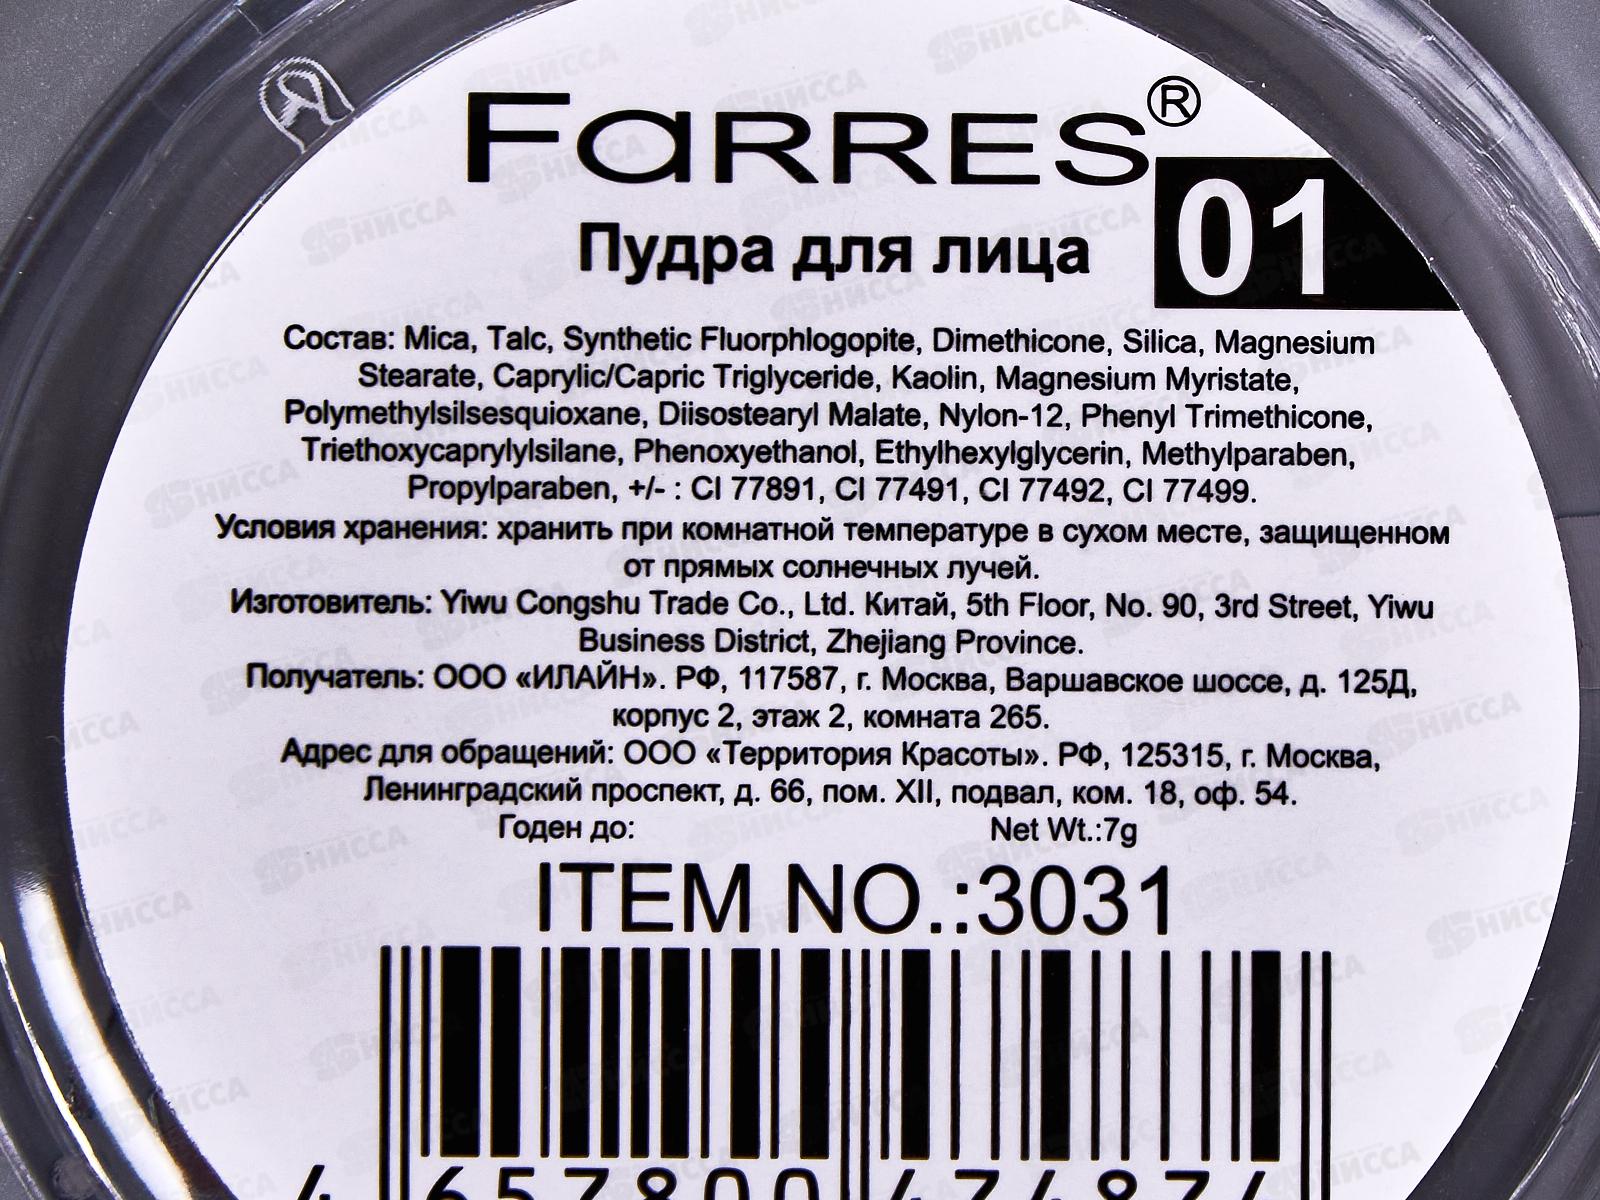 FARRES®
01
Пудра для лица
Состав: Mica, Talc, Synthetic Fluorphlogopite, Dimethicone, Silica, Magnesium
Stearate, Caprylic/Capric Triglyceride, Kaolin, Magnesium Myristate,
Polymethylsilsesquioxane, Diisostearyl Malate, Nylon-12, Phenyl Trimethicone,
Triethoxycaprylylsilane, Phenoxyethanol, Ethylhexylglycerin, Methylparaben,
Propylparaben, +/- : CI 77891, CI 77491, CI 77492, CI 77499.
Условия хранения: хранить при комнатной температуре в сухом месте, защищенном
от прямых солнечных лучей.
Изготовитель: Yiwu Congshu Trade Co., Ltd. Китай, 5th Floor, No. 90, 3rd Street, Yiwu
Business District, Zhejiang Province.
Получатель: ООО «ИЛАЙН». РФ, 117587, г. Москва, Варшавское шоссе, д. 125Д,
корпус 2, этаж 2, комната 265.
Адрес для обращений: ООО «Территория Красоты». РФ, 125315, г. Москва,
Ленинградский проспект, д. 66, пом. XII, подвал, ком. 18, оф. 54.
Годен до: Net Wt.:7g
ITEM NO.:3031